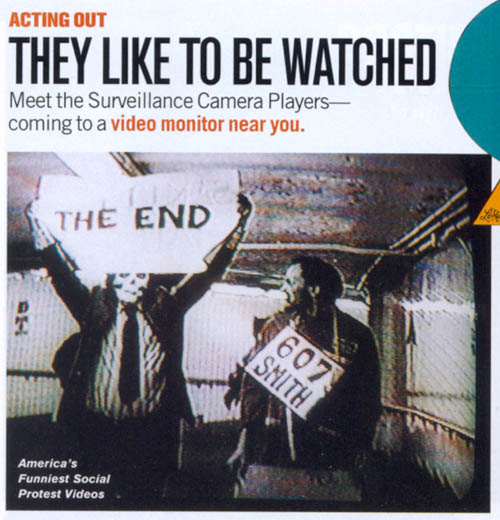 ACTING OUT
THEY LIKE TO BE WATCHED
Meet the Surveillance Camera Players—
coming to a video monitor near you.
THE END
607
SMITH
America's
Funniest Social
Protest Videos